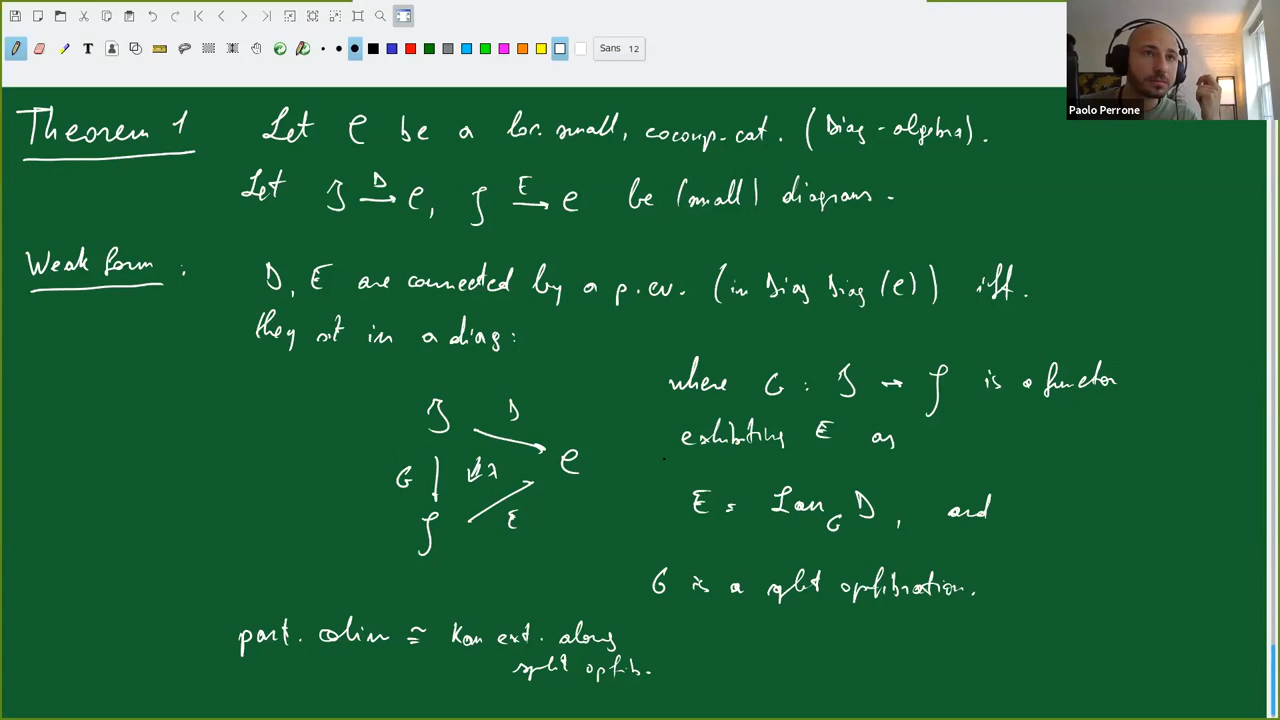 Sans 12
Paolo Perrone
Theorem 1 Let C be a loc. small, cocomp. cat. (Diag-algebra).
Let I D→ C, J E→ C be (small) diagrams.
Weak form: D, E are connected by a p. ev. (in Diag Diag (C)) iff.
they sit in a diag:
I D
G ⇙ λ C
J E
where G : I → J is a functor
exhibiting E as
E = Lan_G D, and
G is a split opfibration.
part. colim ≅ Kan ext. along
split opfib.